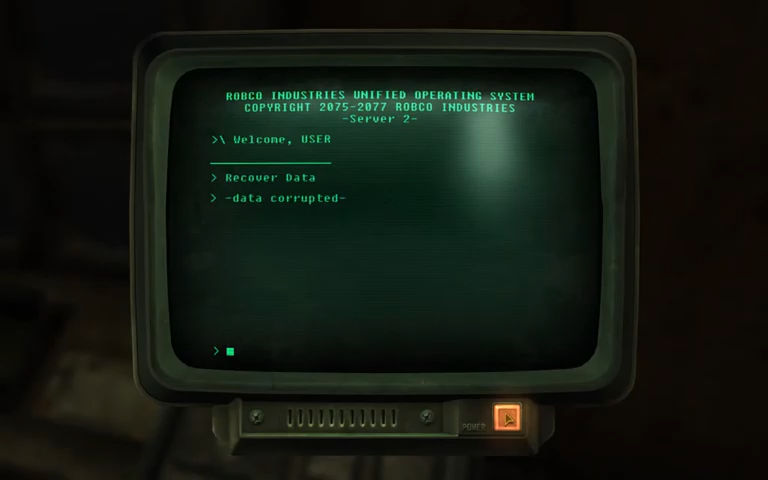 ROBCO INDUSTRIES UNIFIED OPERATING SYSTEM
COPYRIGHT 2075-2077 ROBCO INDUSTRIES
-Server 2-
>\ Welcome, USER
> Recover Data
> -data corrupted-
>
POWER